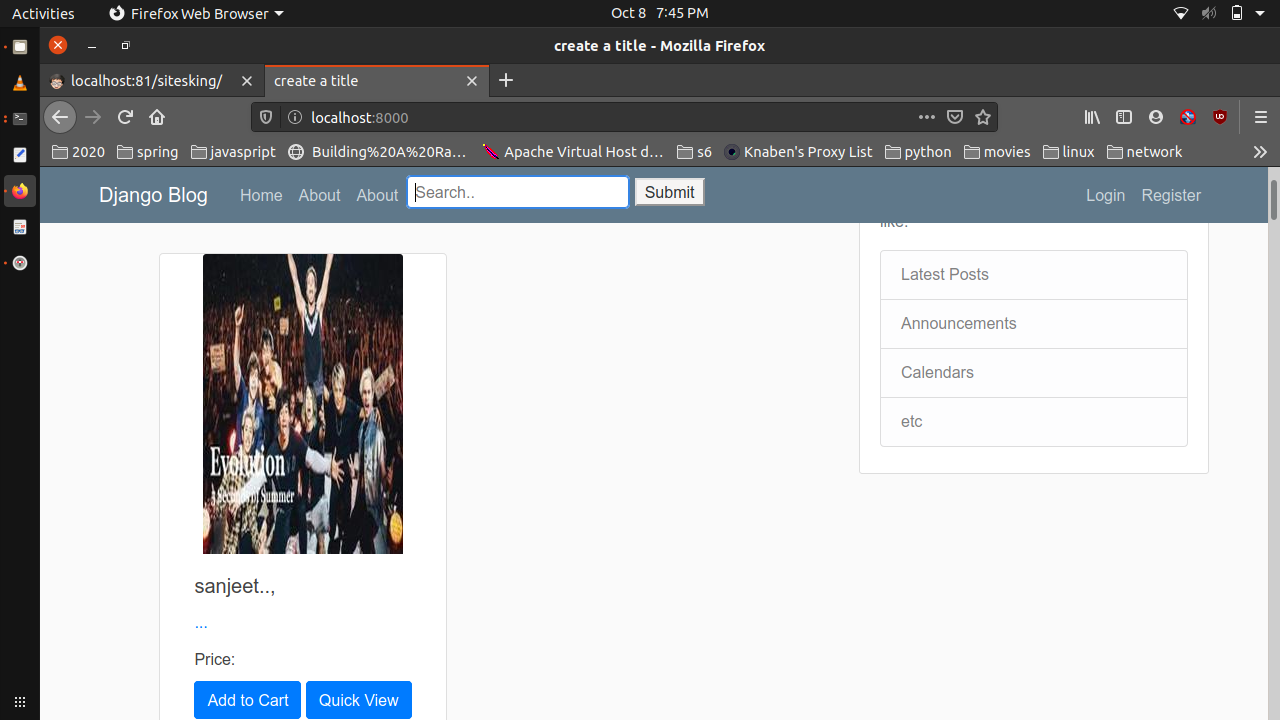 Activities Firefox Web Browser Oct 8 7:45 PM
create a title - Mozilla Firefox
localhost:81/sitesking/ create a title
localhost:8000
2020 spring javasript Building%20A%20Ra… Apache Virtual Host d… s6 Knaben's Proxy List python movies linux network
Django Blog Home About About Search.. Submit Login Register
like:
Latest Posts
Announcements
Calendars
etc
Evolution
Seconds of Summer
sanjeet..,
...
Price:
Add to Cart Quick View